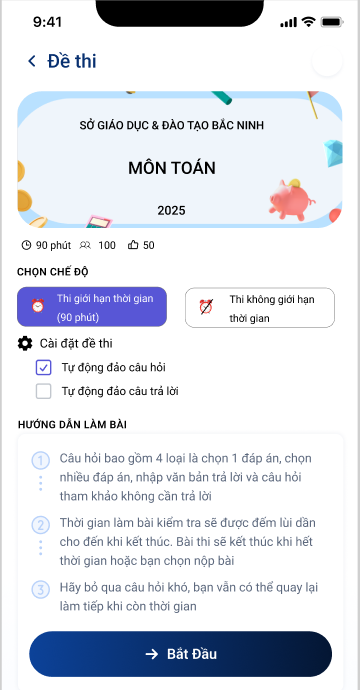 9:41
Đề thi
SỞ GIÁO DỤC & ĐÀO TẠO BẮC NINH
MÔN TOÁN
2025
90 phút 100 50
CHỌN CHẾ ĐỘ
Thi giới hạn thời gian
(90 phút)
Thi không giới hạn
thời gian
Cài đặt đề thi
Tự động đảo câu hỏi
Tự động đảo câu trả lời
HƯỚNG DẪN LÀM BÀI
1 Câu hỏi bao gồm 4 loại là chọn 1 đáp án, chọn
nhiều đáp án, nhập văn bản trả lời và câu hỏi
tham khảo không cần trả lời
2 Thời gian làm bài kiểm tra sẽ được đếm lùi dần
cho đến khi kết thúc. Bài thi sẽ kết thúc khi hết
thời gian hoặc bạn chọn nộp bài
3 Hãy bỏ qua câu hỏi khó, bạn vẫn có thể quay lại
làm tiếp khi còn thời gian
Bắt Đầu